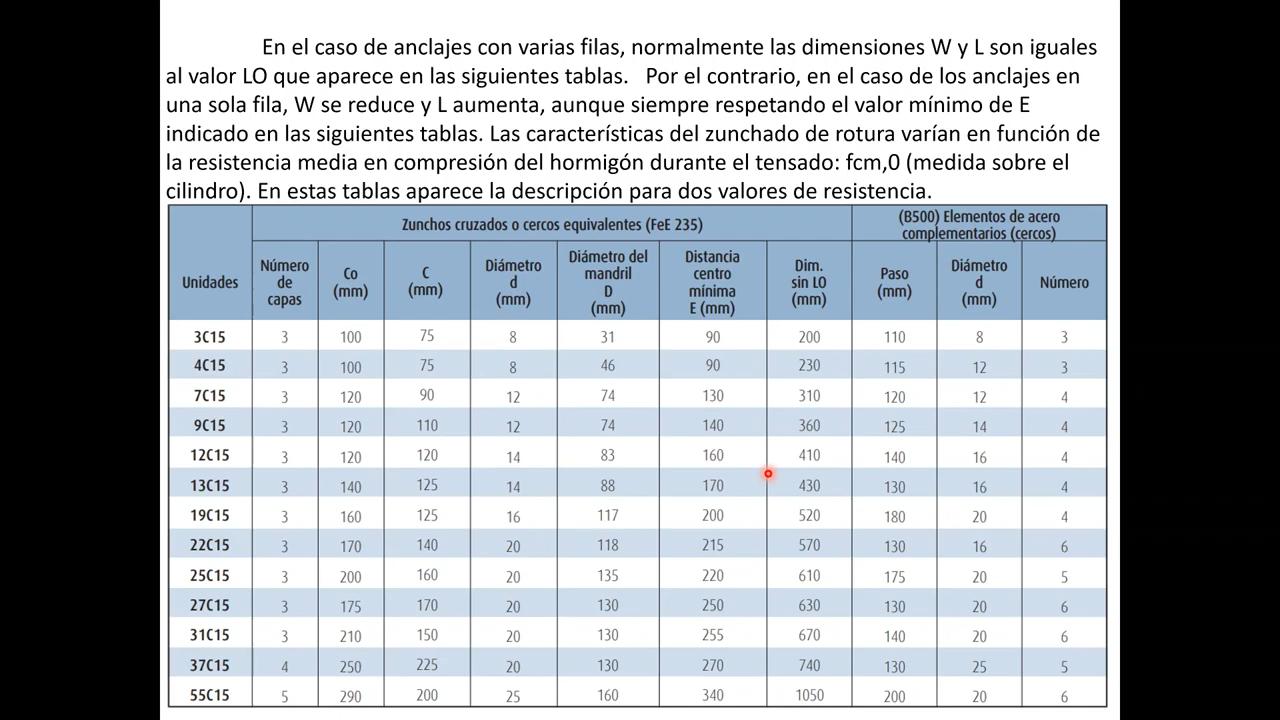 En el caso de anclajes con varias filas, normalmente las dimensiones W y L son iguales
al valor LO que aparece en las siguientes tablas. Por el contrario, en el caso de los anclajes en
una sola fila, W se reduce y L aumenta, aunque siempre respetando el valor mínimo de E
indicado en las siguientes tablas. Las características del zunchado de rotura varían en función de
la resistencia media en compresión del hormigón durante el tensado: fcm,0 (medida sobre el
cilindro). En estas tablas aparece la descripción para dos valores de resistencia.
Zunchos cruzados o cercos equivalentes (FeE 235) (B500) Elementos de acero complementarios (cercos)
Unidades Número de capas Co (mm) C (mm) Diámetro d (mm) Diámetro del mandril D (mm) Distancia centro mínima E (mm) Dim. sin LO (mm) Paso (mm) Diámetro d (mm) Número
3C15 3 100 75 8 31 90 200 110 8 3
4C15 3 100 75 8 46 90 230 115 12 3
7C15 3 120 90 12 74 130 310 120 12 4
9C15 3 120 110 12 74 140 360 125 14 4
12C15 3 120 120 14 83 160 410 140 16 4
13C15 3 140 125 14 88 170 430 130 16 4
19C15 3 160 125 16 117 200 520 180 20 4
22C15 3 170 140 20 118 215 570 130 16 6
25C15 3 200 160 20 135 220 610 175 20 5
27C15 3 175 170 20 130 250 630 130 20 6
31C15 3 210 150 20 130 255 670 140 20 6
37C15 4 250 225 20 130 270 740 130 25 5
55C15 5 290 200 25 160 340 1050 200 20 6